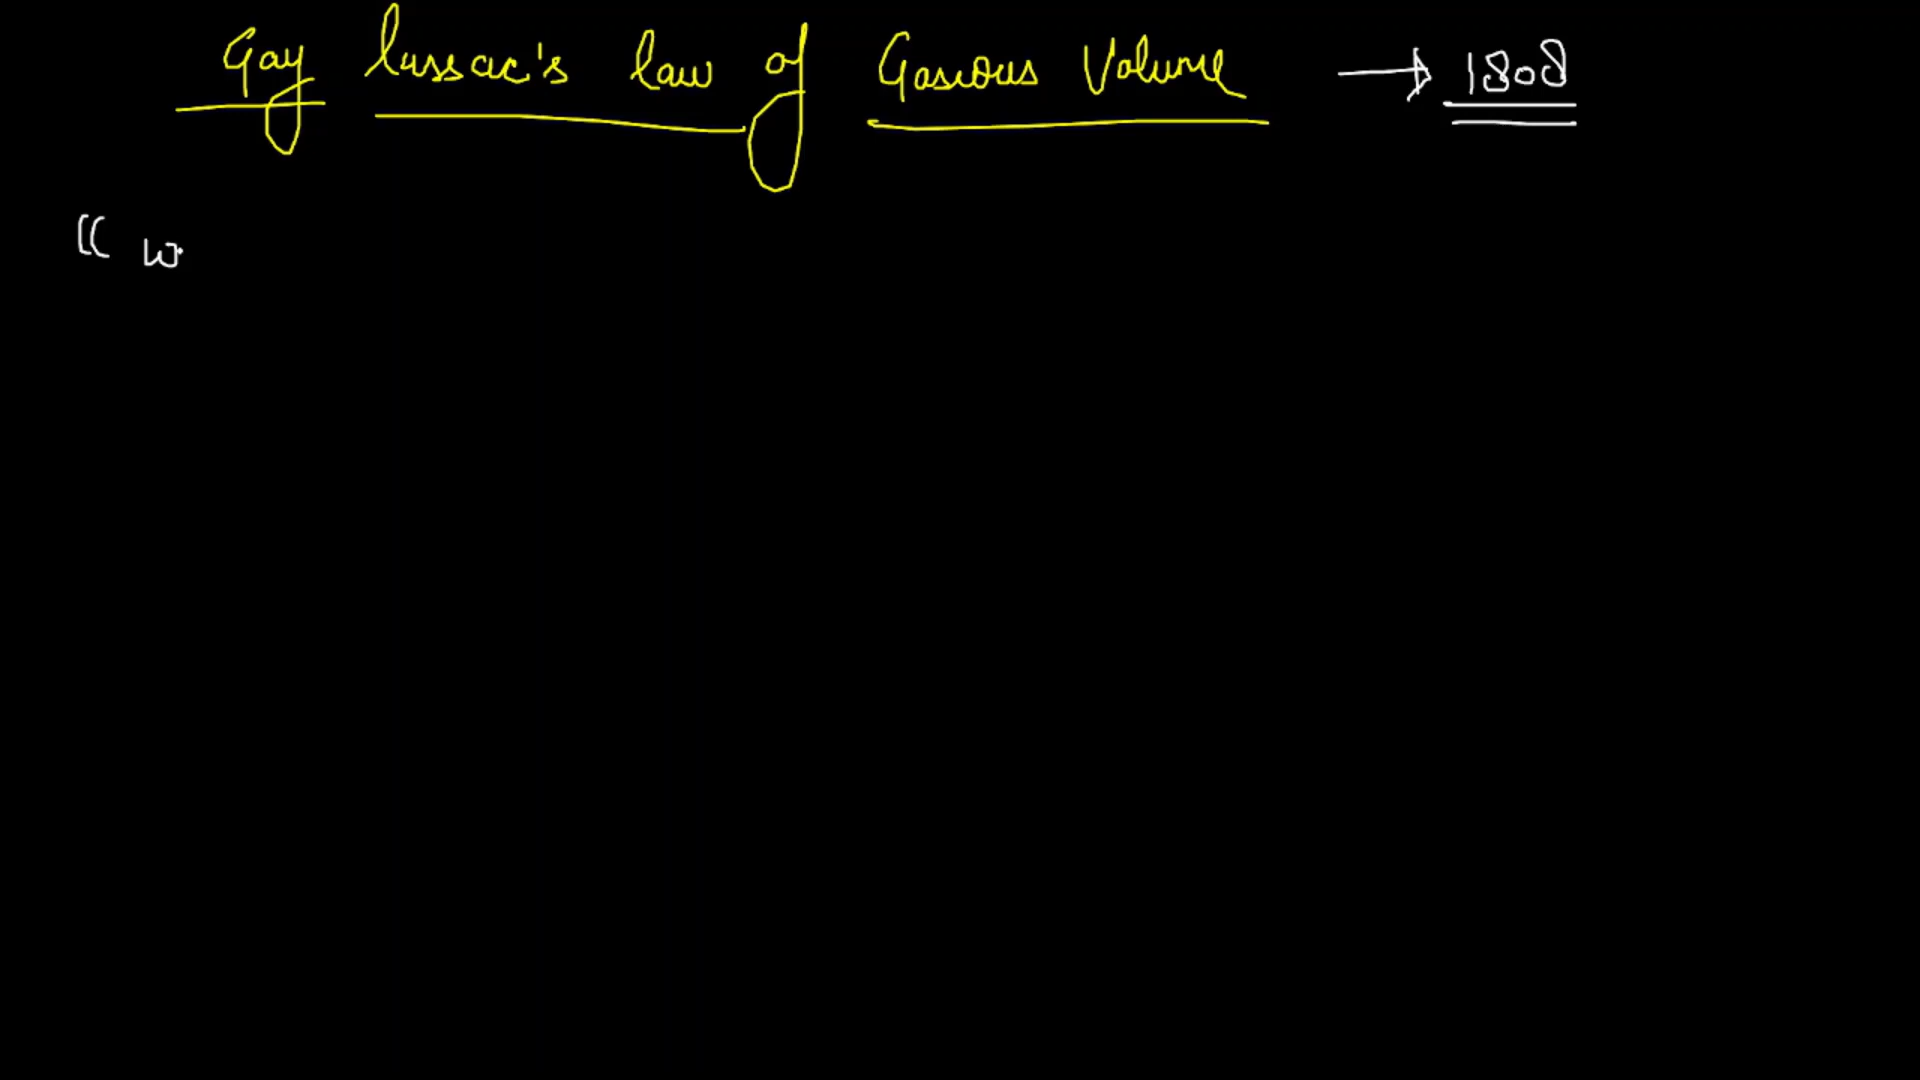 Gay lussac's law of Gaseous Volume → 1808
“ w